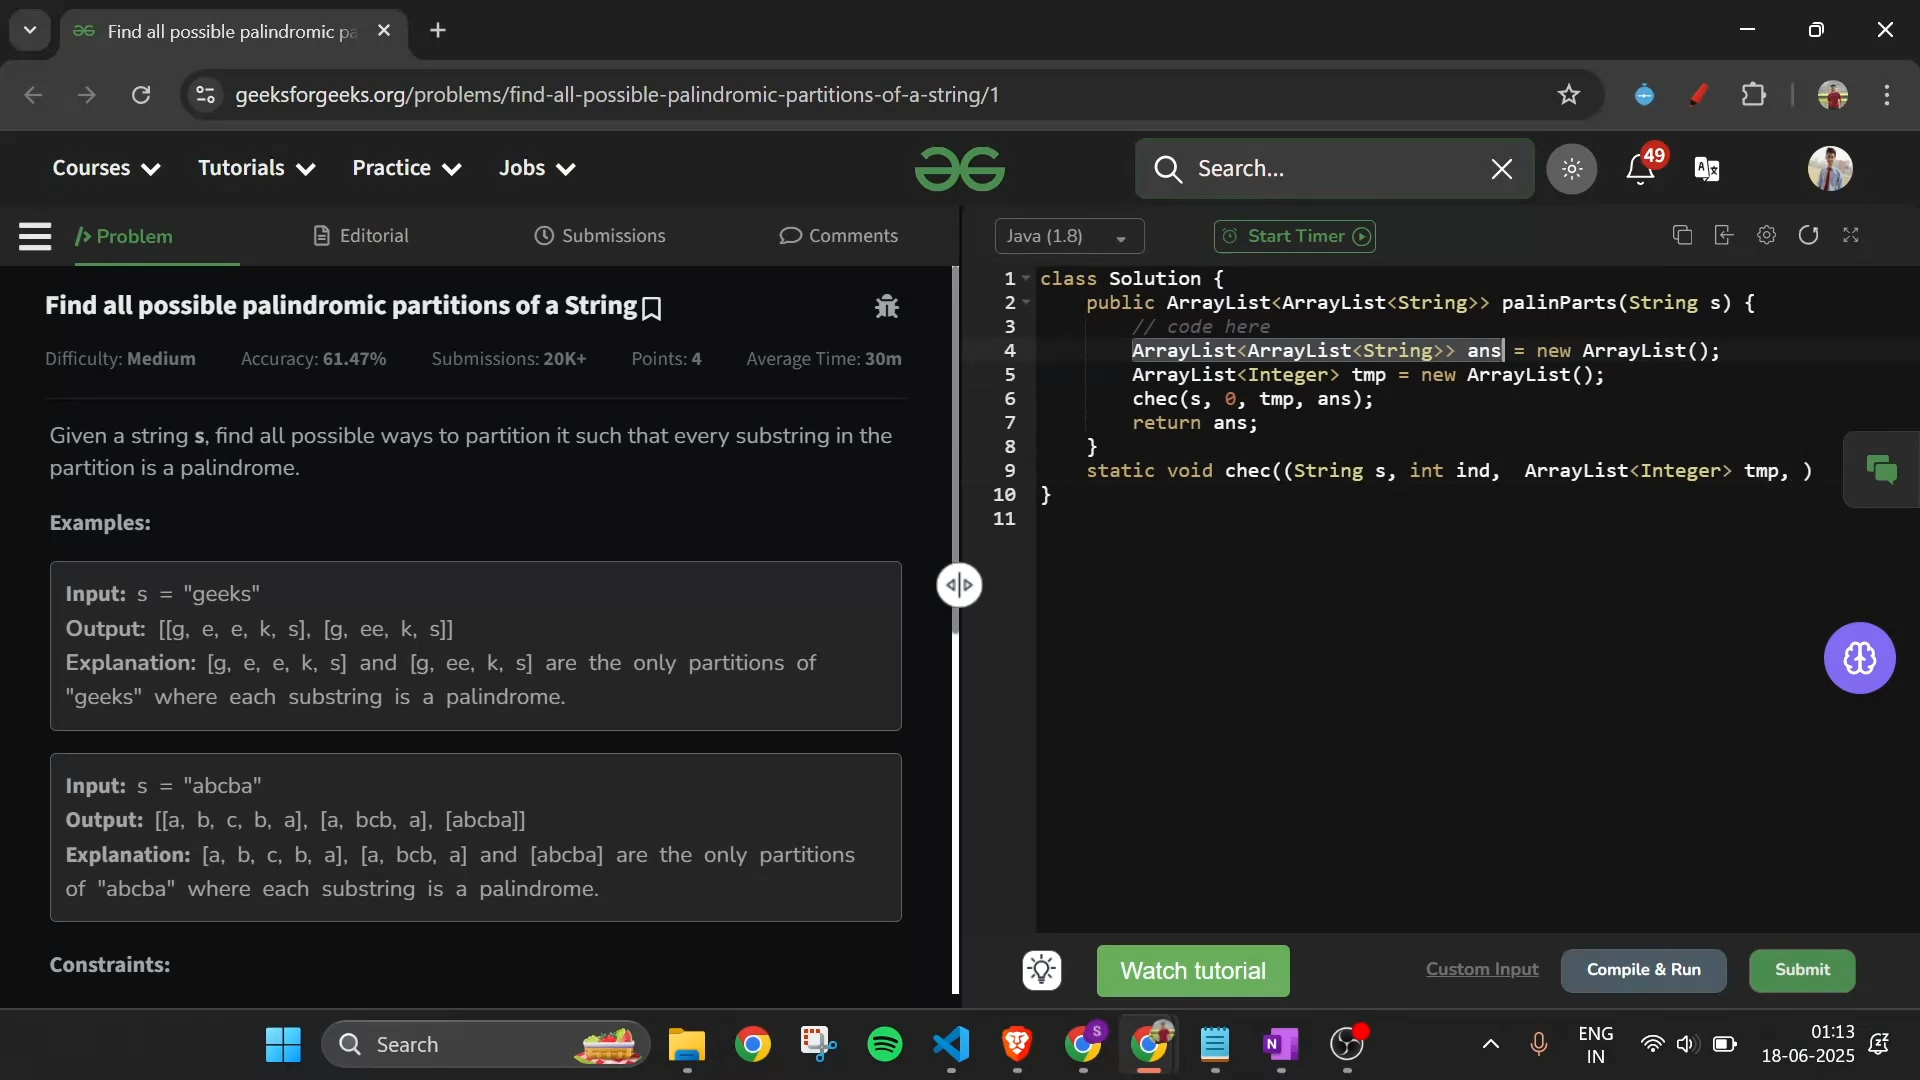 Find all possible palindromic pa
geeksforgeeks.org/problems/find-all-possible-palindromic-partitions-of-a-string/1
Courses
Tutorials
Practice
Jobs
Search...
49
Problem
Editorial
Submissions
Comments
Java (1.8)
Start Timer
Find all possible palindromic partitions of a String
Difficulty: Medium
Accuracy: 61.47%
Submissions: 20K+
Points: 4
Average Time: 30m
Given a string s, find all possible ways to partition it such that every substring in the
partition is a palindrome.
Examples:
Input: s = "geeks"
Output: [[g, e, e, k, s], [g, ee, k, s]]
Explanation: [g, e, e, k, s] and [g, ee, k, s] are the only partitions of
"geeks" where each substring is a palindrome.
Input: s = "abcba"
Output: [[a, b, c, b, a], [a, bcb, a], [abcba]]
Explanation: [a, b, c, b, a], [a, bcb, a] and [abcba] are the only partitions
of "abcba" where each substring is a palindrome.
Constraints:
1 class Solution {
2 public ArrayList<ArrayList<String>> palinParts(String s) {
3 // code here
4 ArrayList<ArrayList<String>> ans = new ArrayList();
5 ArrayList<Integer> tmp = new ArrayList();
6 chec(s, 0, tmp, ans);
7 return ans;
8 }
9 static void chec((String s, int ind,  ArrayList<Integer> tmp, )
10 }
11
Watch tutorial
Custom Input
Compile & Run
Submit
Search
S
N
ENG
IN
01:13
18-06-2025